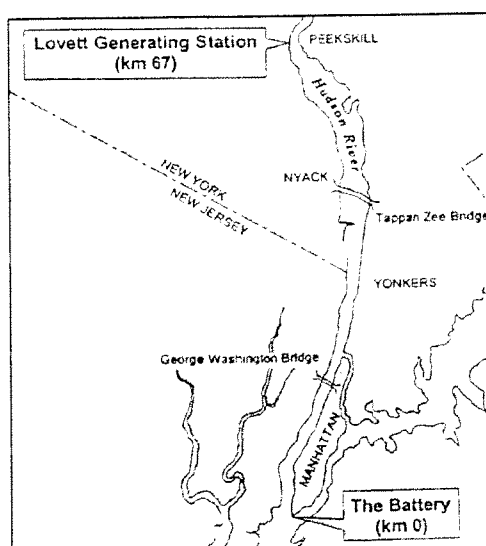 Lovett Generating Station
(km 67)
PEEKSKILL
Hudson River
NEW YORK
NEW JERSEY
NYACK
Tappan Zee Bridge
YONKERS
George Washington Bridge
MANHATTAN
The Battery
(km 0)